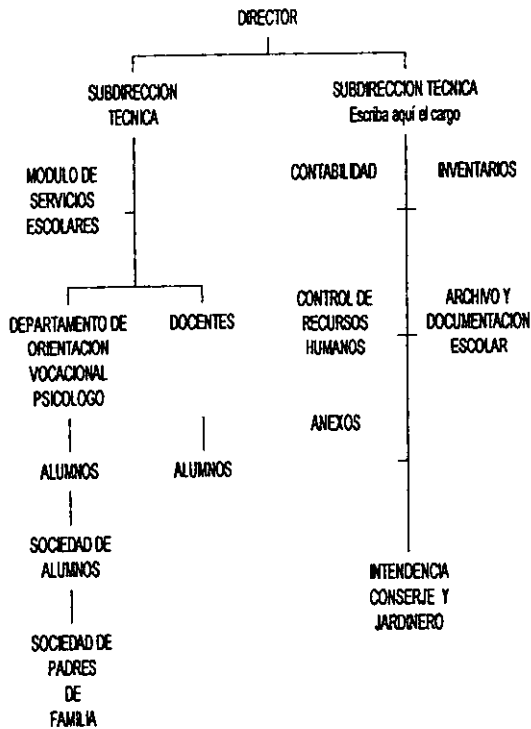 DIRECTOR
SUBDIRECCION
TECNICA
SUBDIRECCION TECNICA
Escriba aquí el cargo
MODULO DE
SERVICIOS
ESCOLARES
CONTABILIDAD
INVENTARIOS
DEPARTAMENTO DE
ORIENTACION
VOCACIONAL
PSICOLOGO
DOCENTES
CONTROL DE
RECURSOS
HUMANOS
ARCHIVO Y
DOCUMENTACION
ESCOLAR
ANEXOS
ALUMNOS
ALUMNOS
SOCIEDAD DE
ALUMNOS
INTENDENCIA
CONSERJE Y
JARDINERO
SOCIEDAD DE
PADRES
DE
FAMILIA